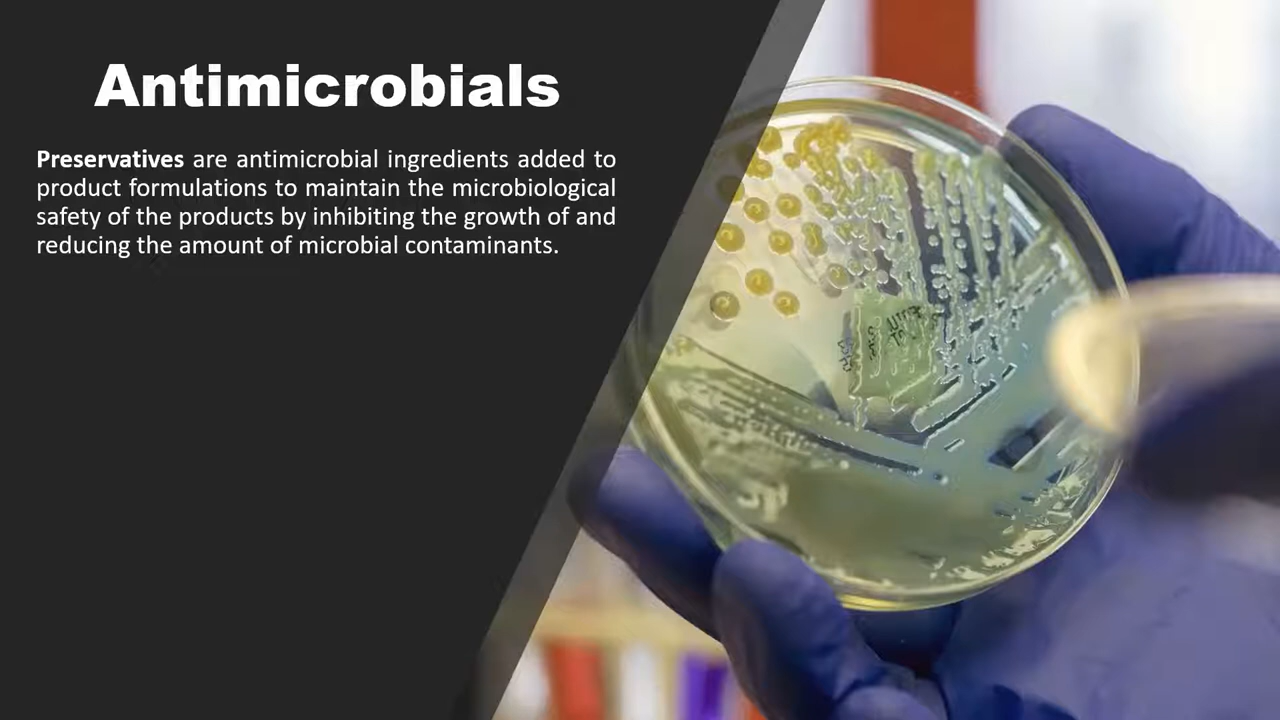 Antimicrobials
Preservatives are antimicrobial ingredients added to
product formulations to maintain the microbiological
safety of the products by inhibiting the growth of and
reducing the amount of microbial contaminants.